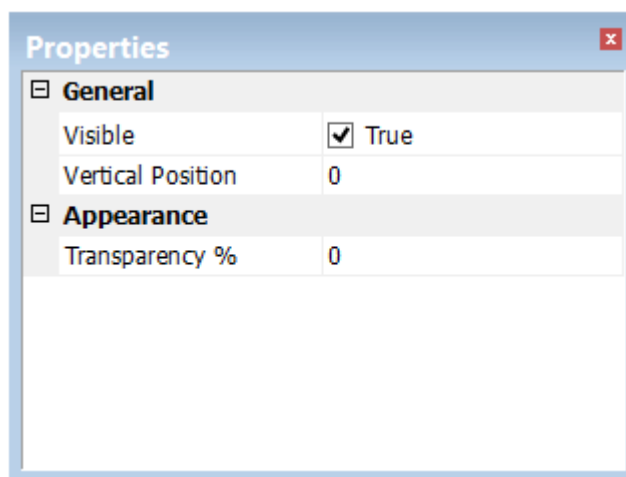 Properties
General
Visible True
Vertical Position 0
Appearance
Transparency % 0